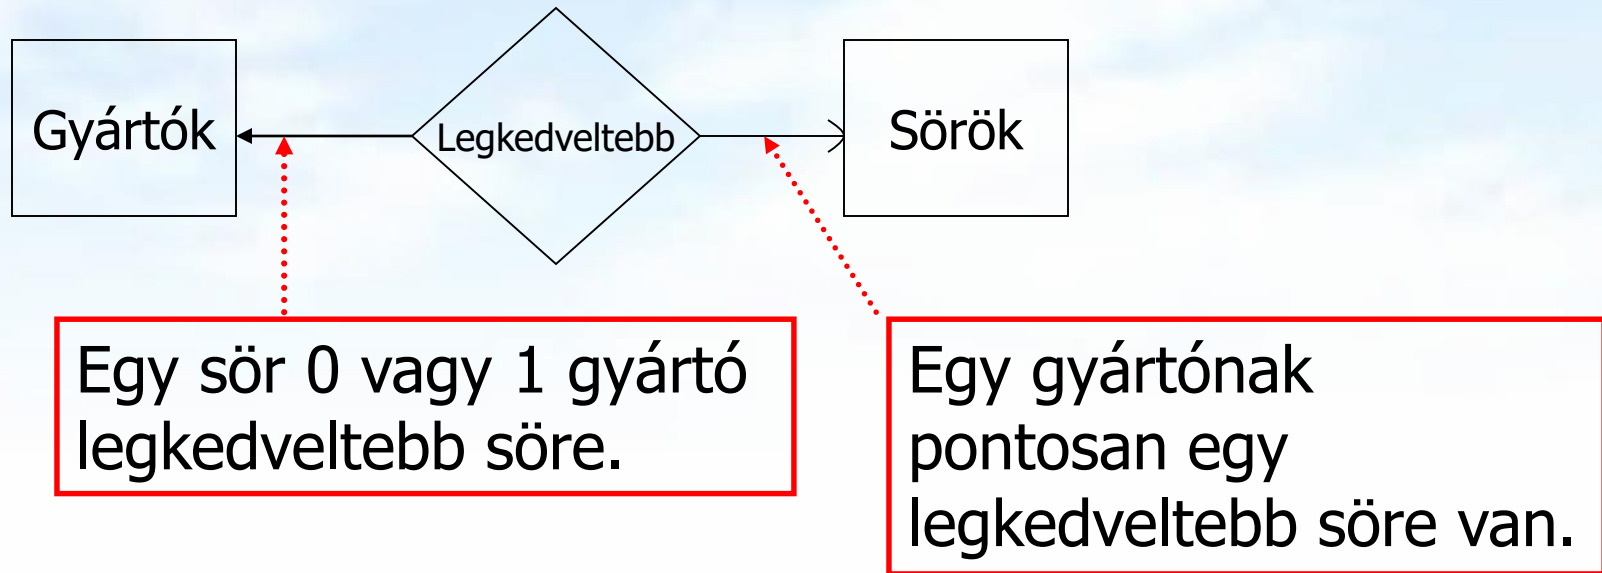 Gyártók
Legkedveltebb
Sörök
Egy sör 0 vagy 1 gyártó
legkedveltebb söre.
Egy gyártónak
pontosan egy
legkedveltebb söre van.